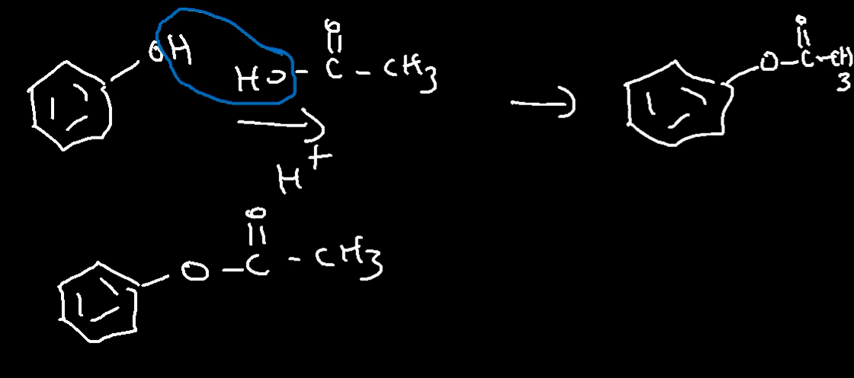 O O
OH HO - C - CH3 → O - C - CH3
→
H+
O
O - C - CH3